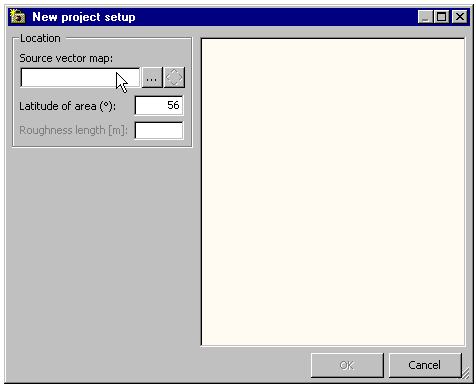 New project setup
Location
Source vector map:
...
Latitude of area (°): 56
Roughness length [m]:
OK Cancel